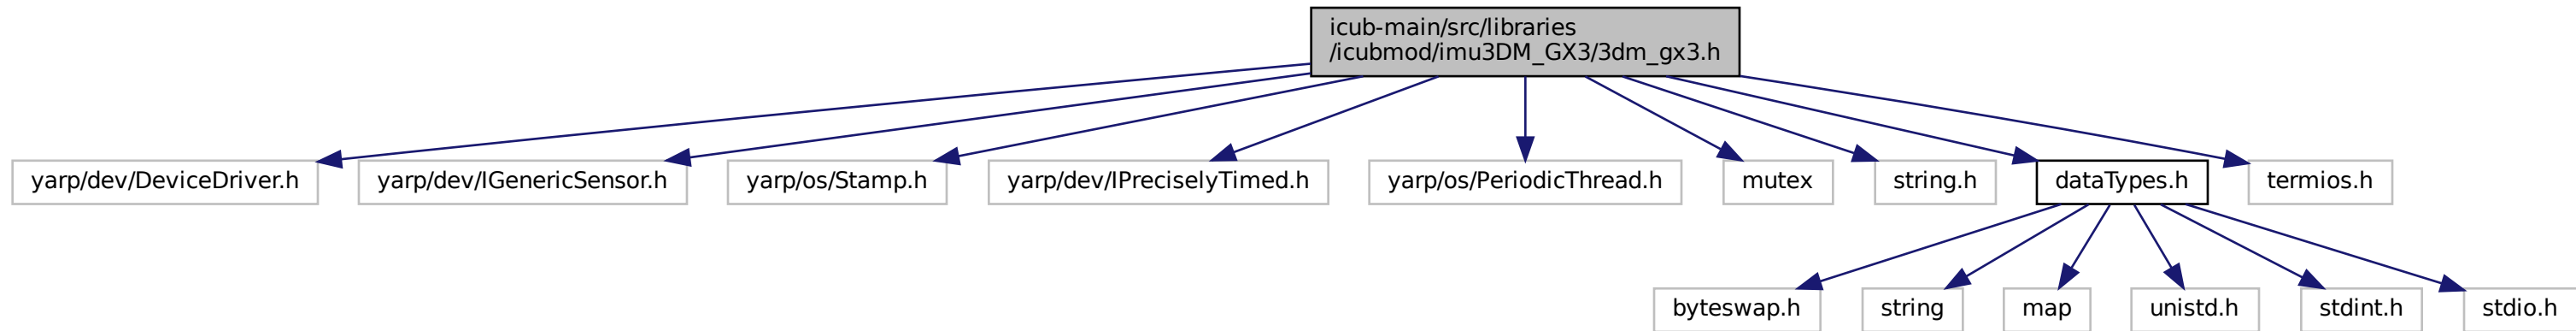 icub-main/src/libraries
/icubmod/imu3DM_GX3/3dm_gx3.h
yarp/dev/DeviceDriver.h
yarp/dev/IGenericSensor.h
yarp/os/Stamp.h
yarp/dev/IPreciselyTimed.h
yarp/os/PeriodicThread.h
mutex
string.h
dataTypes.h
termios.h
byteswap.h
string
map
unistd.h
stdint.h
stdio.h